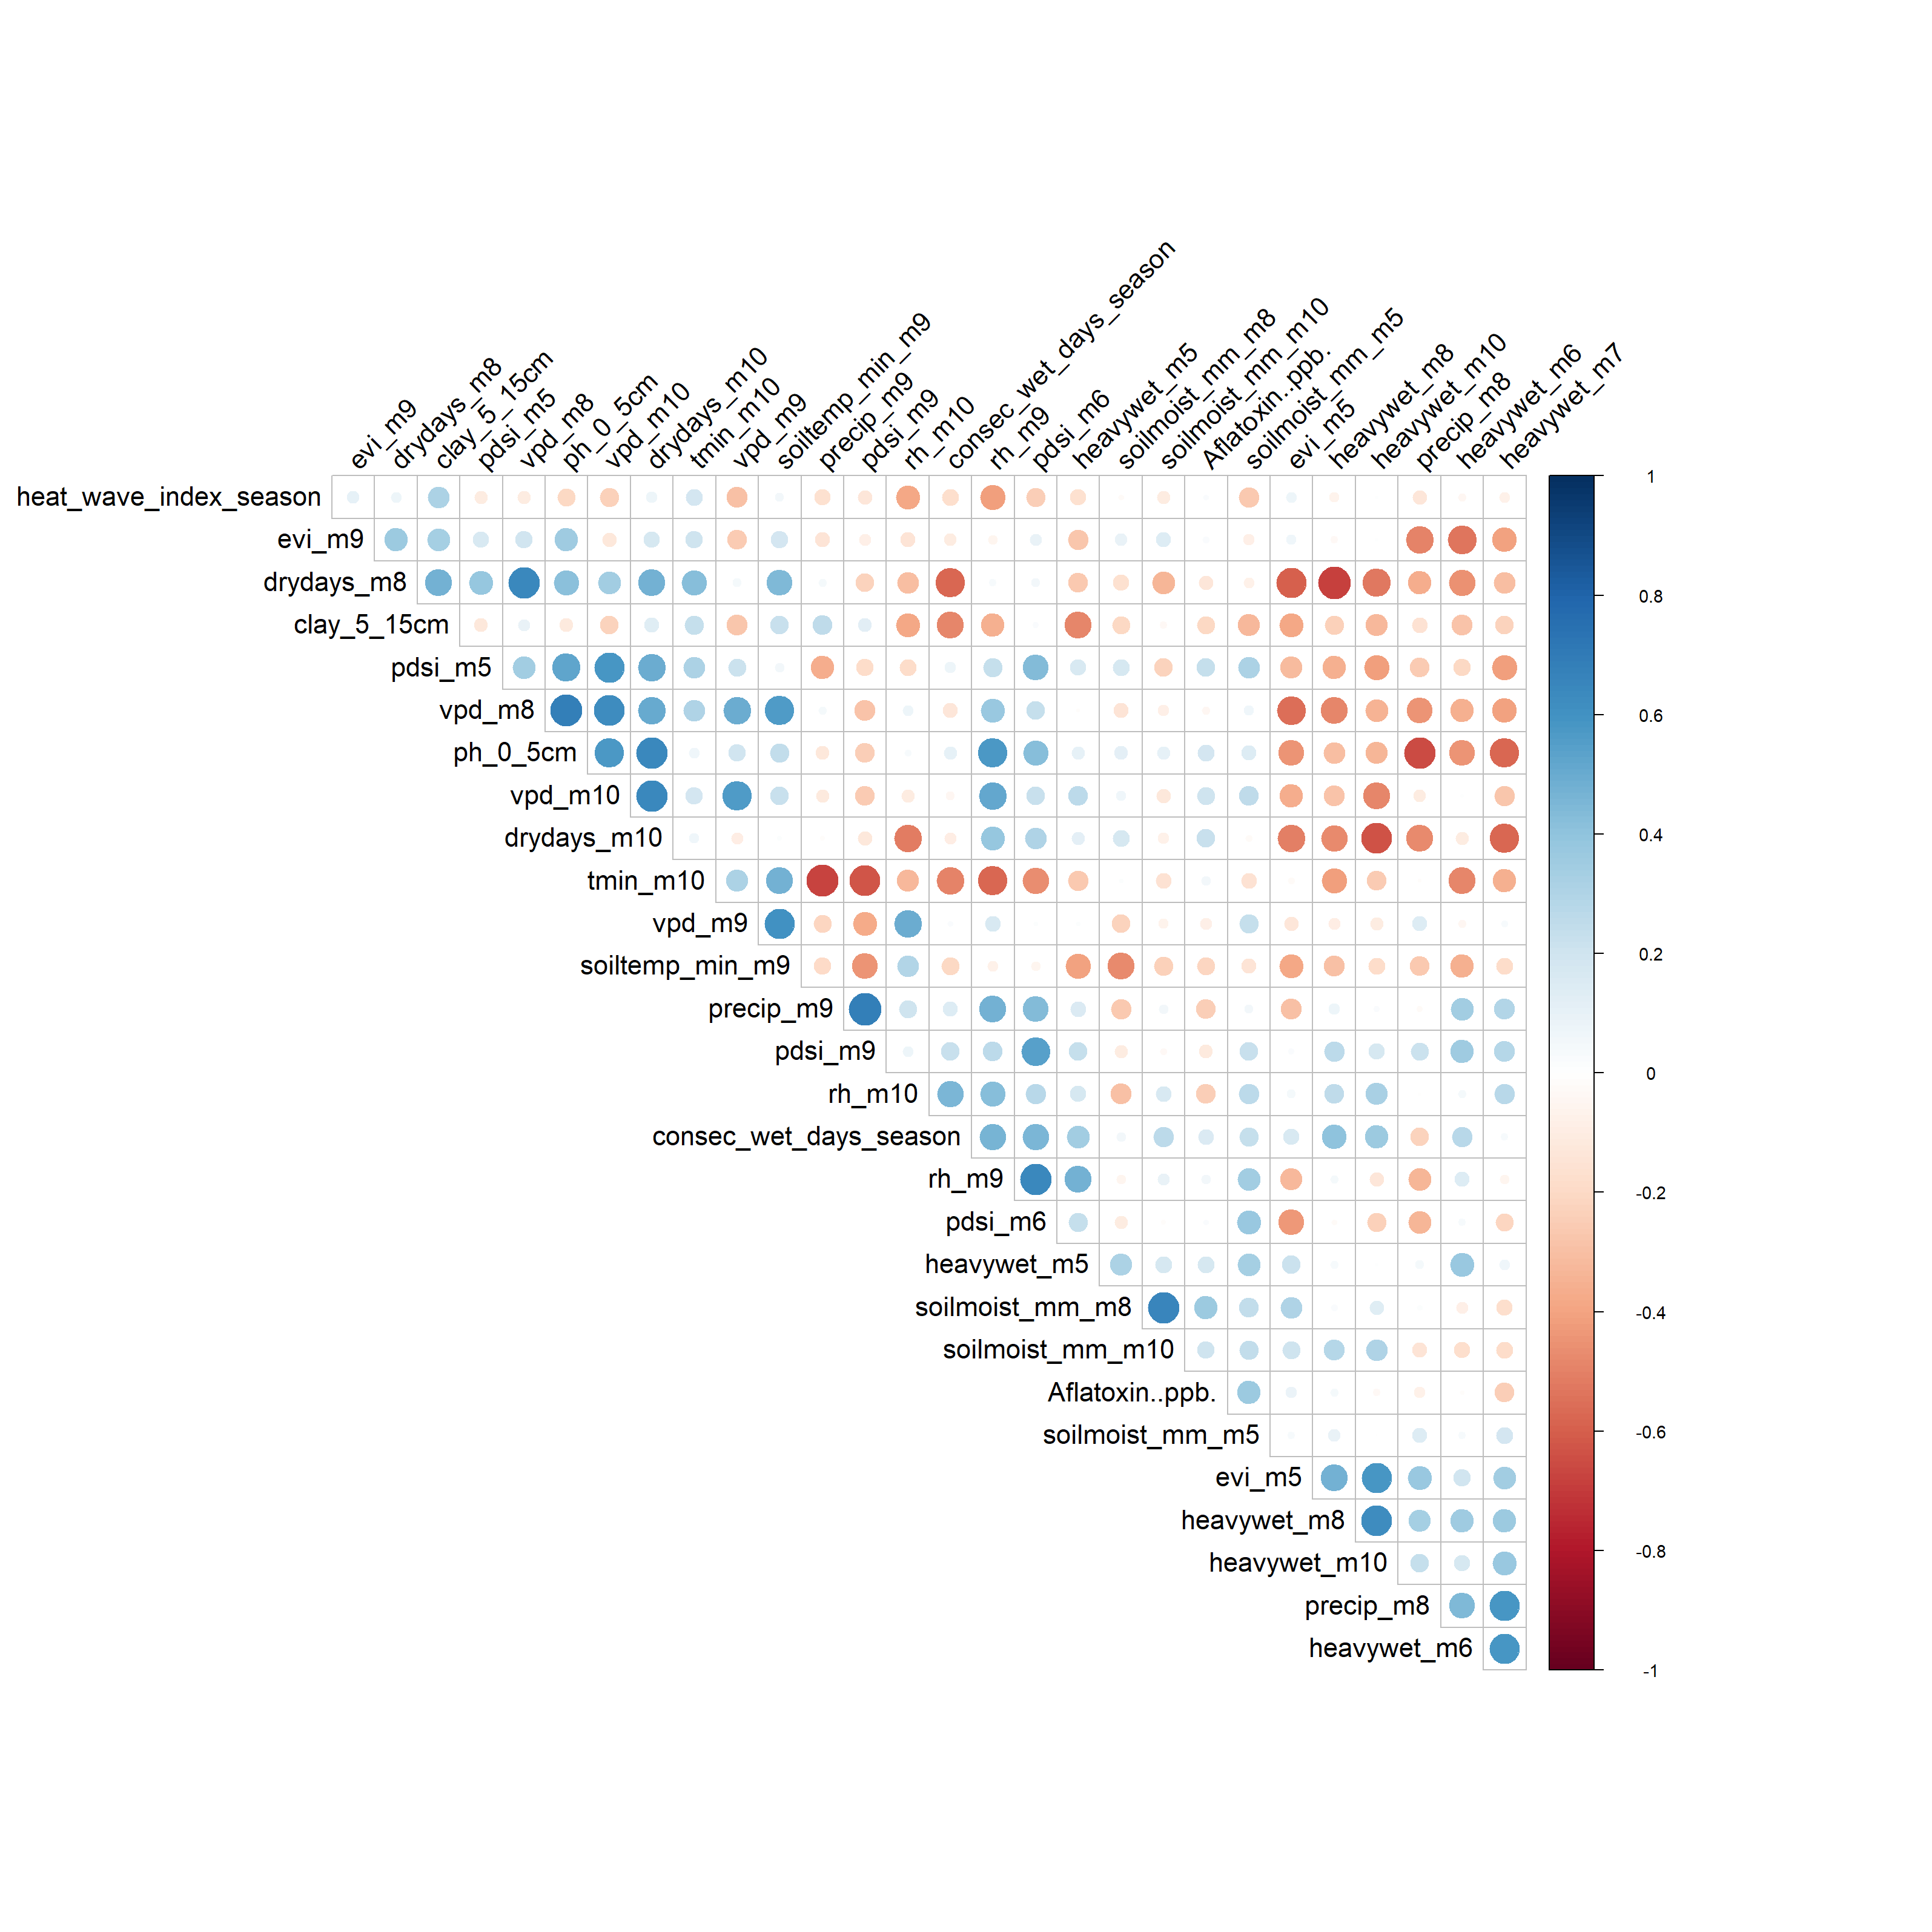 evi_m9
drydays_m8
clay_5_15cm
pdsi_m5
vpd_m8
ph_0_5cm
vpd_m10
drydays_m10
tmin_m10
vpd_m9
soiltemp_min_m9
precip_m9
pdsi_m9
rh_m10
consec_wet_days_season
rh_m9
pdsi_m6
heavywet_m5
soilmoist_mm_m8
soilmoist_mm_m10
Aflatoxin..ppb.
soilmoist_mm_m5
evi_m5
heavywet_m8
heavywet_m10
precip_m8
heavywet_m6
heavywet_m7
heat_wave_index_season
evi_m9
drydays_m8
clay_5_15cm
pdsi_m5
vpd_m8
ph_0_5cm
vpd_m10
drydays_m10
tmin_m10
vpd_m9
soiltemp_min_m9
precip_m9
pdsi_m9
rh_m10
consec_wet_days_season
rh_m9
pdsi_m6
heavywet_m5
soilmoist_mm_m8
soilmoist_mm_m10
Aflatoxin..ppb.
soilmoist_mm_m5
evi_m5
heavywet_m8
heavywet_m10
precip_m8
heavywet_m6
1
0.8
0.6
0.4
0.2
0
-0.2
-0.4
-0.6
-0.8
-1